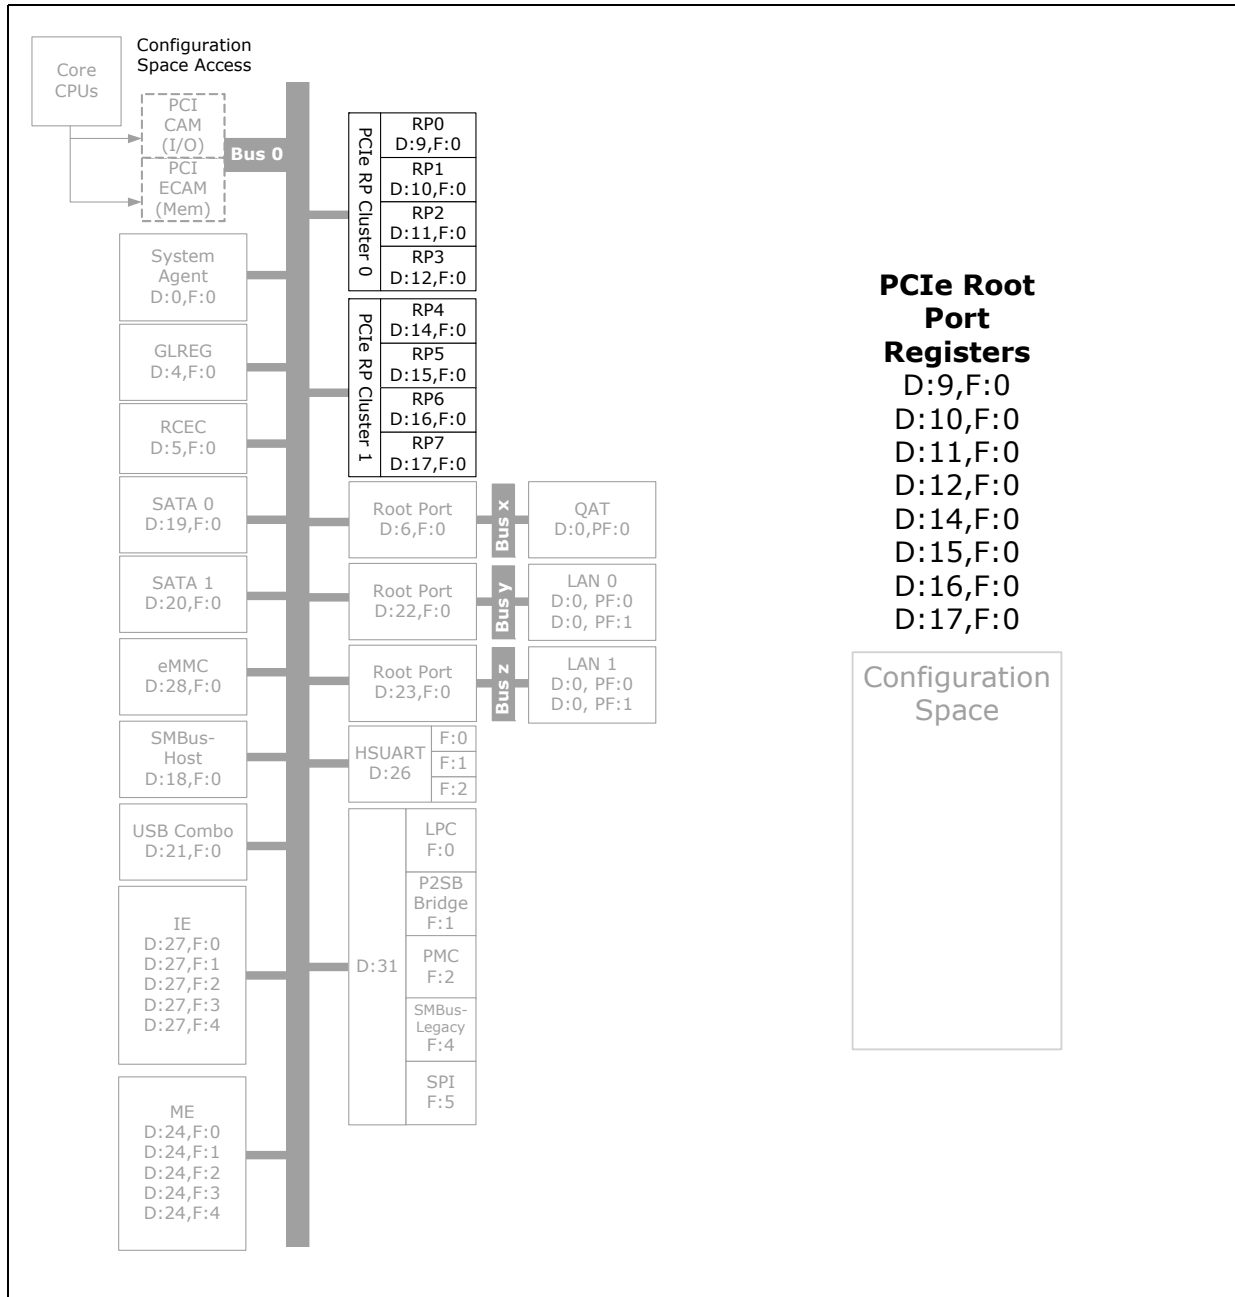 Configuration
Space Access
Core
CPUs
PCI
CAM
(I/O)
PCI
ECAM
(Mem)
Bus 0
System
Agent
D:0,F:0
GLREG
D:4,F:0
RCEC
D:5,F:0
SATA 0
D:19,F:0
SATA 1
D:20,F:0
eMMC
D:28,F:0
SMBus-
Host
D:18,F:0
USB Combo
D:21,F:0
IE
D:27,F:0
D:27,F:1
D:27,F:2
D:27,F:3
D:27,F:4
ME
D:24,F:0
D:24,F:1
D:24,F:2
D:24,F:3
D:24,F:4
PCIe RP Cluster 0
RP0
D:9,F:0
RP1
D:10,F:0
RP2
D:11,F:0
RP3
D:12,F:0
PCIe RP Cluster 1
RP4
D:14,F:0
RP5
D:15,F:0
RP6
D:16,F:0
RP7
D:17,F:0
Root Port
D:6,F:0
Bus x
QAT
D:0,PF:0
Root Port
D:22,F:0
Bus y
LAN 0
D:0, PF:0
D:0, PF:1
Root Port
D:23,F:0
Bus z
LAN 1
D:0, PF:0
D:0, PF:1
HSUART
D:26
F:0
F:1
F:2
D:31
LPC
F:0
P2SB
Bridge
F:1
PMC
F:2
SMBus-
Legacy
F:4
SPI
F:5
PCIe Root
Port
Registers
D:9,F:0
D:10,F:0
D:11,F:0
D:12,F:0
D:14,F:0
D:15,F:0
D:16,F:0
D:17,F:0
Configuration
Space